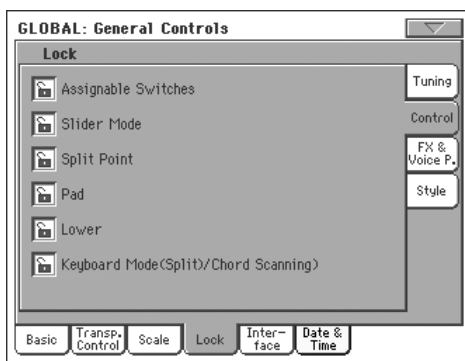 GLOBAL: General Controls
Lock
Assignable Switches
Slider Mode
Split Point
Pad
Lower
Keyboard Mode(Split)/Chord Scanning)
Tuning
Control
FX &
Voice P.
Style
Basic
Transp.
Control
Scale
Lock
Inter-
face
Date &
Time